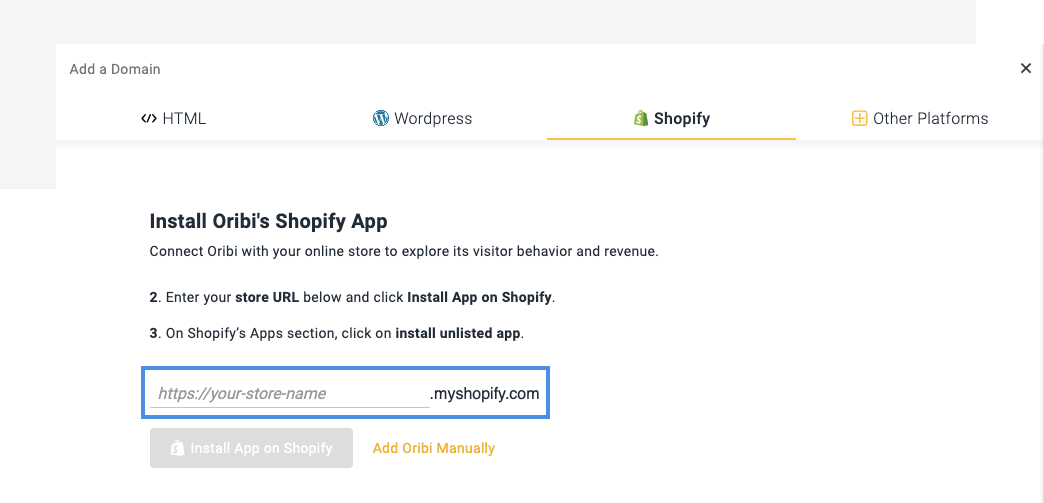 Add a Domain
</> HTML
Wordpress
Shopify
Other Platforms
Install Oribi's Shopify App
Connect Oribi with your online store to explore its visitor behavior and revenue.
2. Enter your store URL below and click Install App on Shopify.
3. On Shopify’s Apps section, click on install unlisted app.
https://your-store-name .myshopify.com
Install App on Shopify
Add Oribi Manually